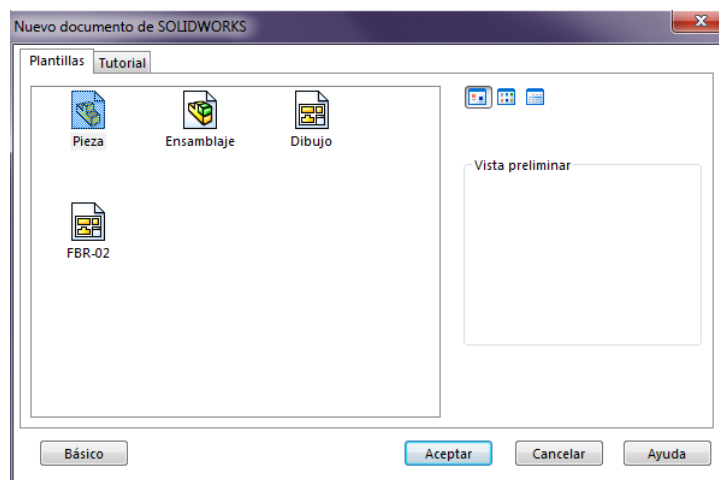 Nuevo documento de SOLIDWORKS
Plantillas Tutorial
Pieza Ensamblaje Dibujo
Vista preliminar
FBR-02
Básico Aceptar Cancelar Ayuda